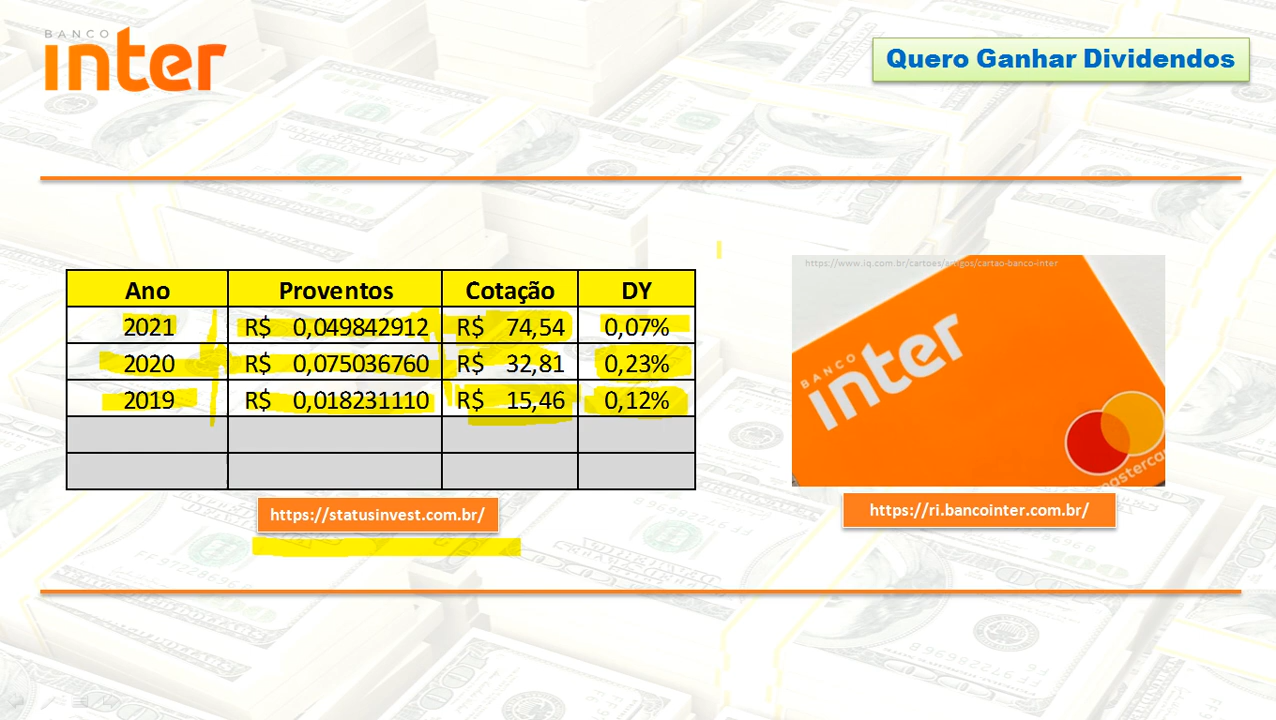 BANCO
inter
Quero Ganhar Dividendos
https://www.iq.com.br/cartoes/artigos/cartao-banco-inter
Ano Proventos Cotação DY
2021 R$ 0,049842912 R$ 74,54 0,07%
2020 R$ 0,075036760 R$ 32,81 0,23%
2019 R$ 0,018231110 R$ 15,46 0,12%
BANCO
inter
mastercar
https://statusinvest.com.br/
https://ri.bancointer.com.br/